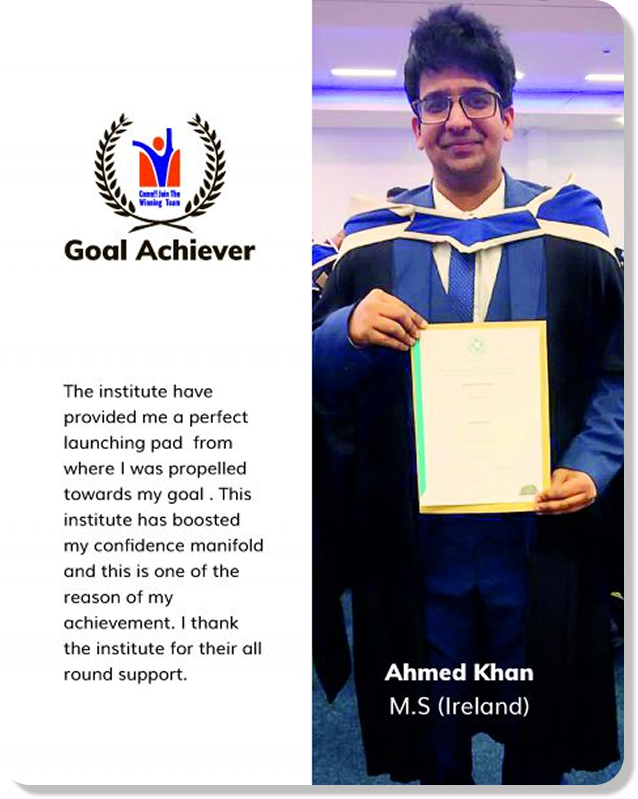 Come!! Join The
Winning Team
Goal Achiever
The institute have
provided me a perfect
launching pad from
where I was propelled
towards my goal . This
institute has boosted
my confidence manifold
and this is one of the
reason of my
achievement. I thank
the institute for their all
round support.
Ahmed Khan
M.S (Ireland)